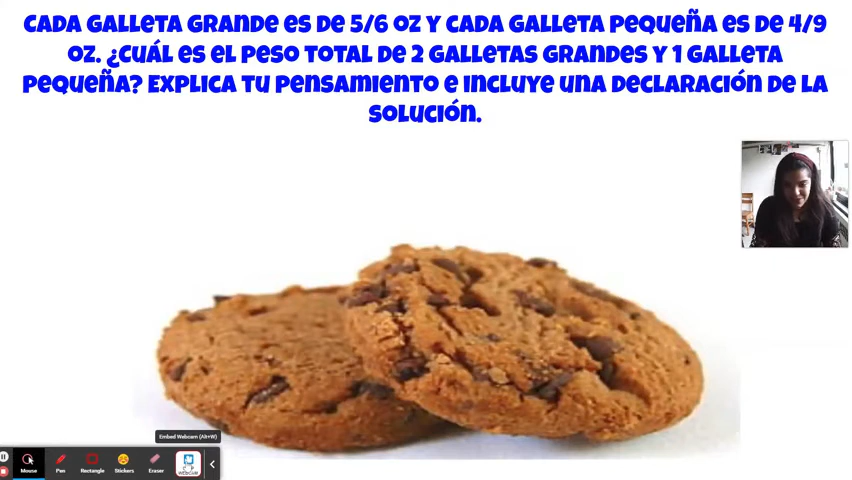 Cada galleta grande es de 5/6 oz y cada galleta pequeña es de 4/9
oz. ¿Cuál es el peso total de 2 galletas grandes y 1 galleta
pequeña? Explica tu pensamiento e incluye una declaración de la
solución.
Embed Webcam (Alt+W)
Mouse
Pen
Rectangle
Stickers
Eraser
WEBCAM